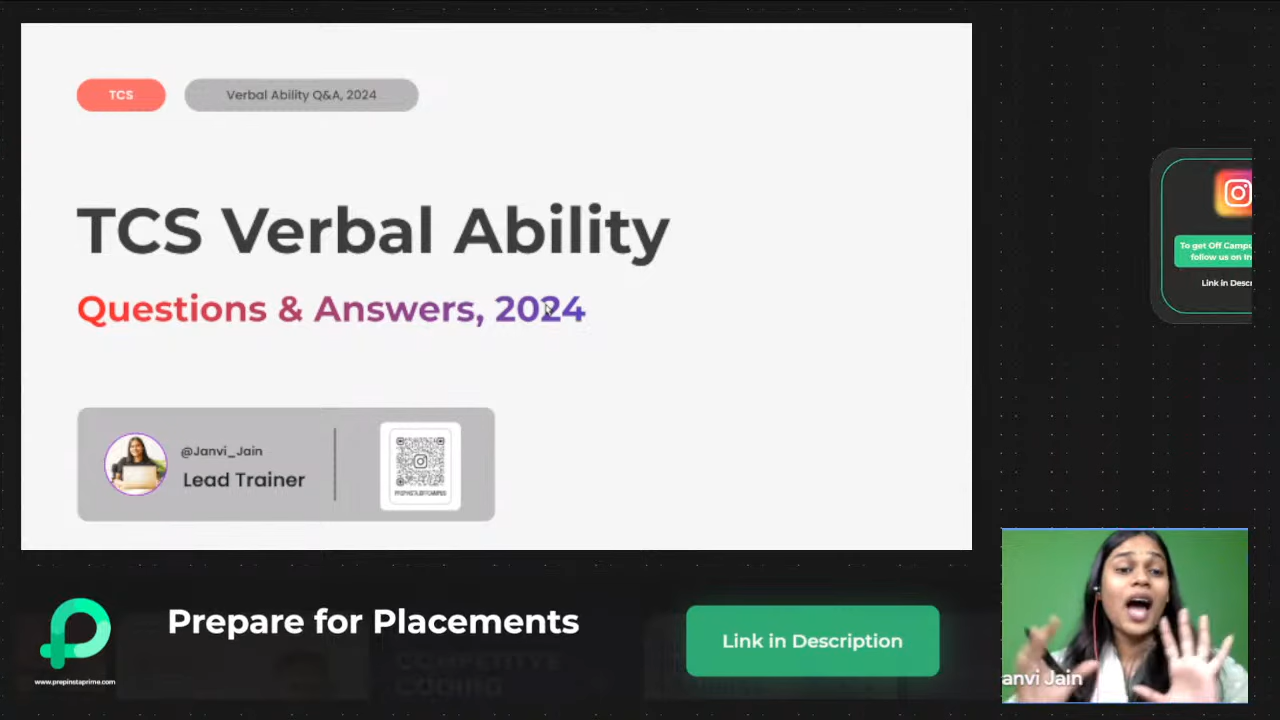 TCS
Verbal Ability Q&A, 2024
TCS Verbal Ability
Questions & Answers, 2024
@Janvi_Jain
Lead Trainer
To get Off Campu
follow us on In
Link in Descr
Prepare for Placements
Link in Description
www.prepinstaprime.com
anvi Jain